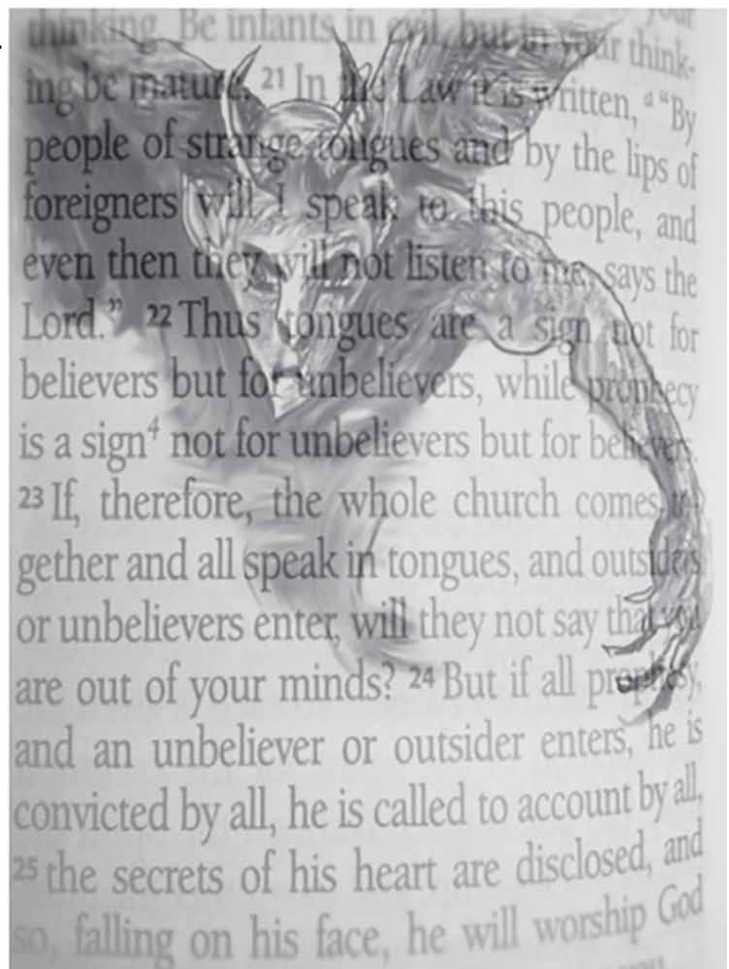 thinking. Be infants in evil, but in your think-
ing be mature. 21 In the Law it is written, a "By
people of strange tongues and by the lips of
foreigners will I speak to this people, and
even then they will not listen to me, says the
Lord." 22 Thus tongues are a sign not for
believers but for unbelievers, while prophecy
is a sign4 not for unbelievers but for believers.
23 If, therefore, the whole church comes to-
gether and all speak in tongues, and outsiders
or unbelievers enter, will they not say that you
are out of your minds? 24 But if all prophesy,
and an unbeliever or outsider enters, he is
convicted by all, he is called to account by all,
25 the secrets of his heart are disclosed, and
so, falling on his face, he will worship God